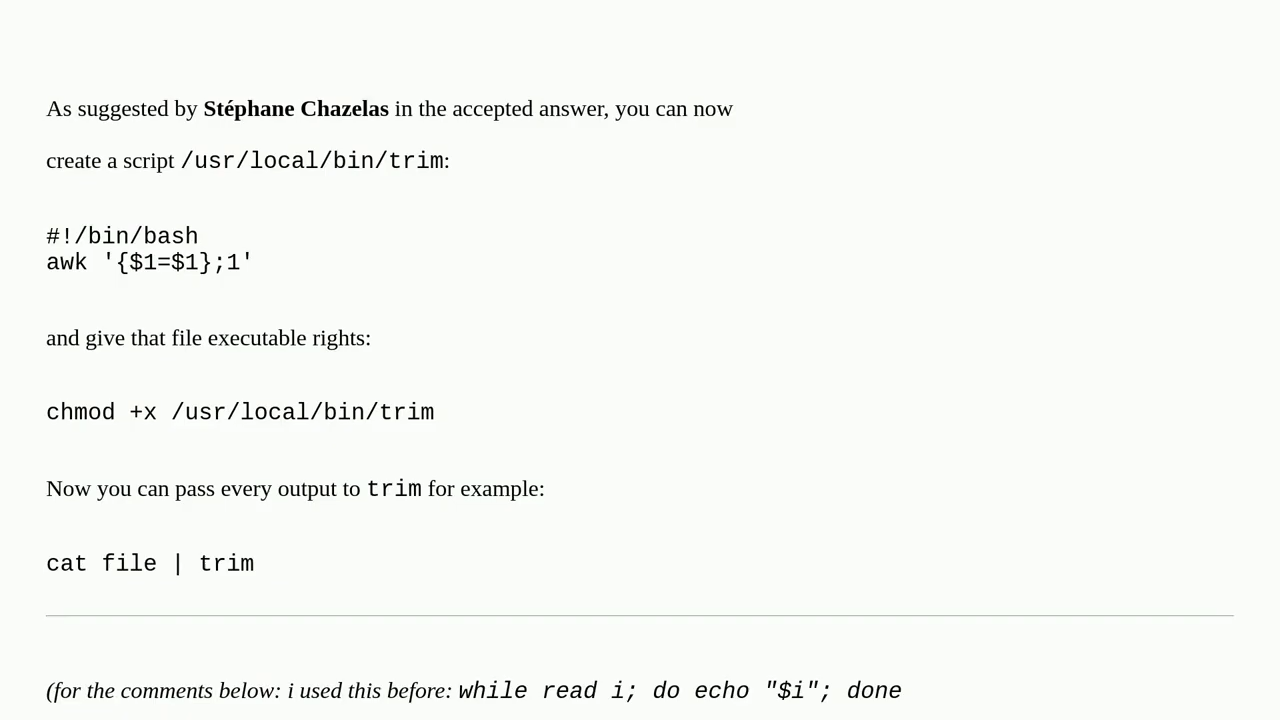 As suggested by Stéphane Chazelas in the accepted answer, you can now
create a script /usr/local/bin/trim:
#!/bin/bash
awk '{$1=$1};1'
and give that file executable rights:
chmod +x /usr/local/bin/trim
Now you can pass every output to trim for example:
cat file | trim
(for the comments below: i used this before: while read i; do echo "$i"; done